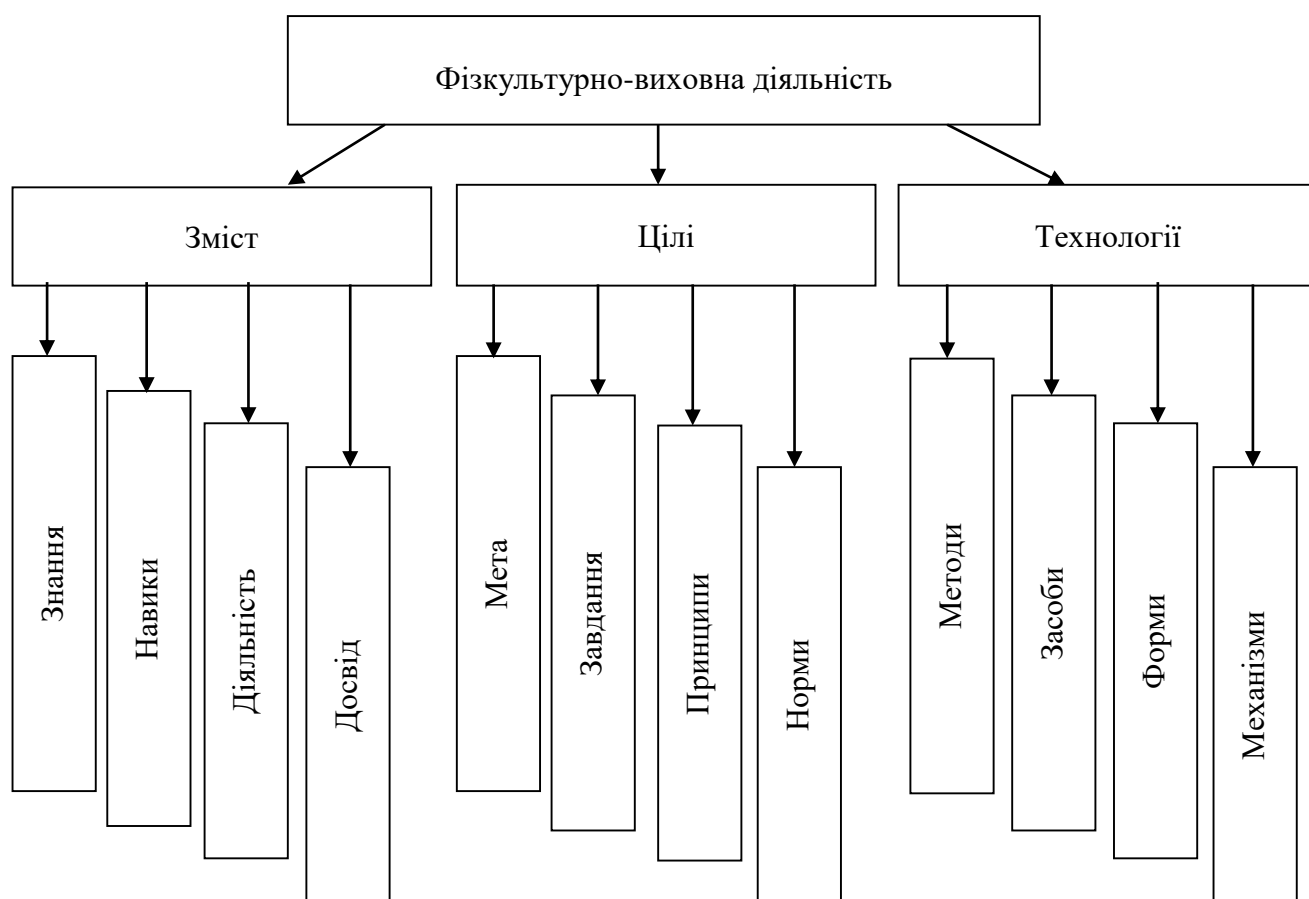 Фізкультурно-виховна діяльність
Зміст
Цілі
Технології
Знання
Навики
Діяльність
Досвід
Мета
Завдання
Принципи
Норми
Методи
Засоби
Форми
Механізми